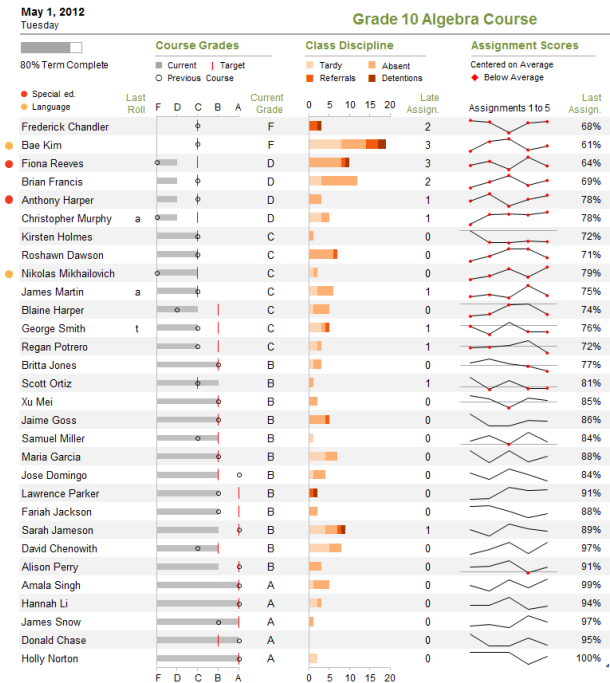 May 1, 2012
Tuesday
Grade 10 Algebra Course
80% Term Complete
Special ed.
Language
Course Grades
Current Target
Previous Course
Class Discipline
Tardy Absent
Referrals Detentions
Assignment Scores
Centered on Average
Below Average
Last Roll F D C B A Current Grade 0 5 10 15 20 Late Assign. Assignments 1 to 5 Last Assign.
Frederick Chandler F 2 68%
Bae Kim F 3 61%
Fiona Reeves D 3 64%
Brian Francis D 2 69%
Anthony Harper D 1 78%
Christopher Murphy a D 1 78%
Kirsten Holmes C 0 72%
Roshawn Dawson C 0 71%
Nikolas Mikhailovich C 0 79%
James Martin a C 1 75%
Blaine Harper C 0 74%
George Smith t C 1 76%
Regan Potrero C 1 72%
Britta Jones B 0 77%
Scott Ortiz B 1 81%
Xu Mei B 0 85%
Jaime Goss B 0 86%
Samuel Miller B 0 84%
Maria Garcia B 0 88%
Jose Domingo B 0 84%
Lawrence Parker B 0 91%
Fariah Jackson B 0 88%
Sarah Jameson B 1 89%
David Chenowith B 0 97%
Alison Perry B 0 91%
Amala Singh A 0 99%
Hannah Li A 0 94%
James Snow A 0 97%
Donald Chase A 0 95%
Holly Norton A 0 100%
F D C B A 0 5 10 15 20